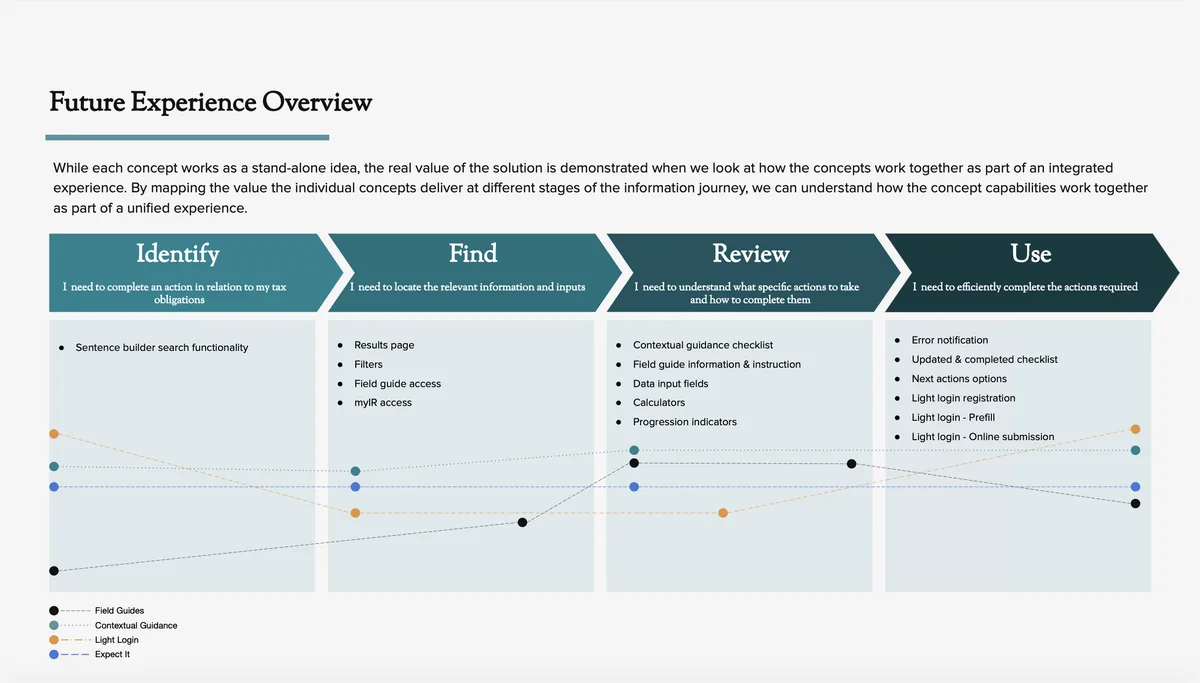 Future Experience Overview
While each concept works as a stand-alone idea, the real value of the solution is demonstrated when we look at how the concepts work together as part of an integrated
experience. By mapping the value the individual concepts deliver at different stages of the information journey, we can understand how the concept capabilities work together
as part of a unified experience.
Identify
I need to complete an action in relation to my tax
obligations
Find
I need to locate the relevant information and inputs
Review
I need to understand what specific actions to take
and how to complete them
Use
I need to efficiently complete the actions required
● Sentence builder search functionality
● Results page
● Filters
● Field guide access
● myIR access
● Contextual guidance checklist
● Field guide information & instruction
● Data input fields
● Calculators
● Progression indicators
● Error notification
● Updated & completed checklist
● Next actions options
● Light login registration
● Light login - Prefill
● Light login - Online submission
Field Guides
Contextual Guidance
Light Login
Expect It